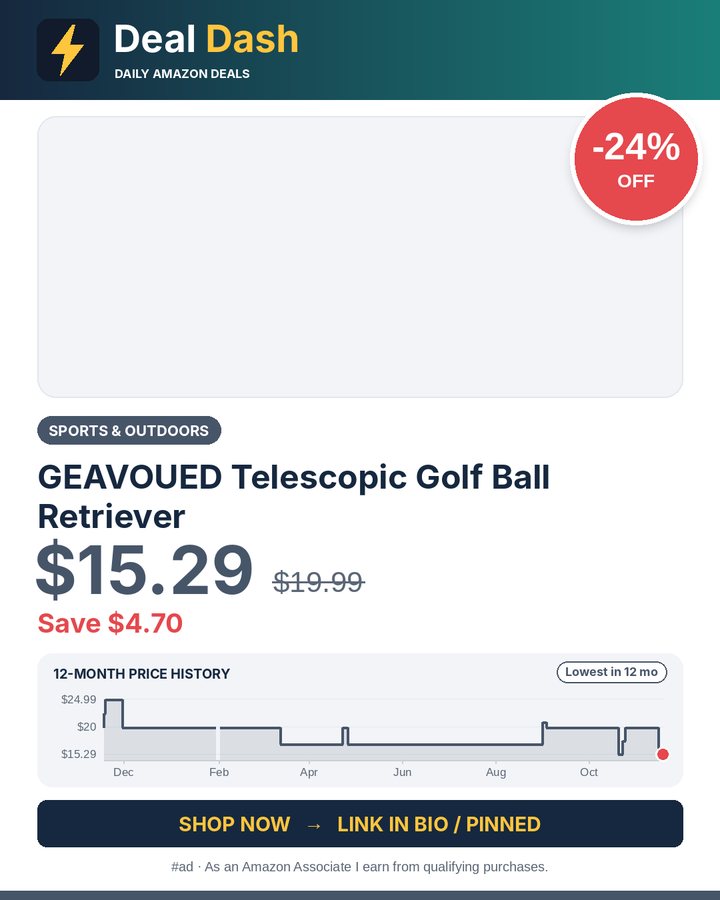 Deal Dash
DAILY AMAZON DEALS
-24%
OFF
SPORTS & OUTDOORS
GEAVOUED Telescopic Golf Ball
Retriever
$15.29 $19.99
Save $4.70
12-MONTH PRICE HISTORY
Lowest in 12 mo
$24.99
$20
$15.29
Dec Feb Apr Jun Aug Oct
SHOP NOW → LINK IN BIO / PINNED
#ad · As an Amazon Associate I earn from qualifying purchases.